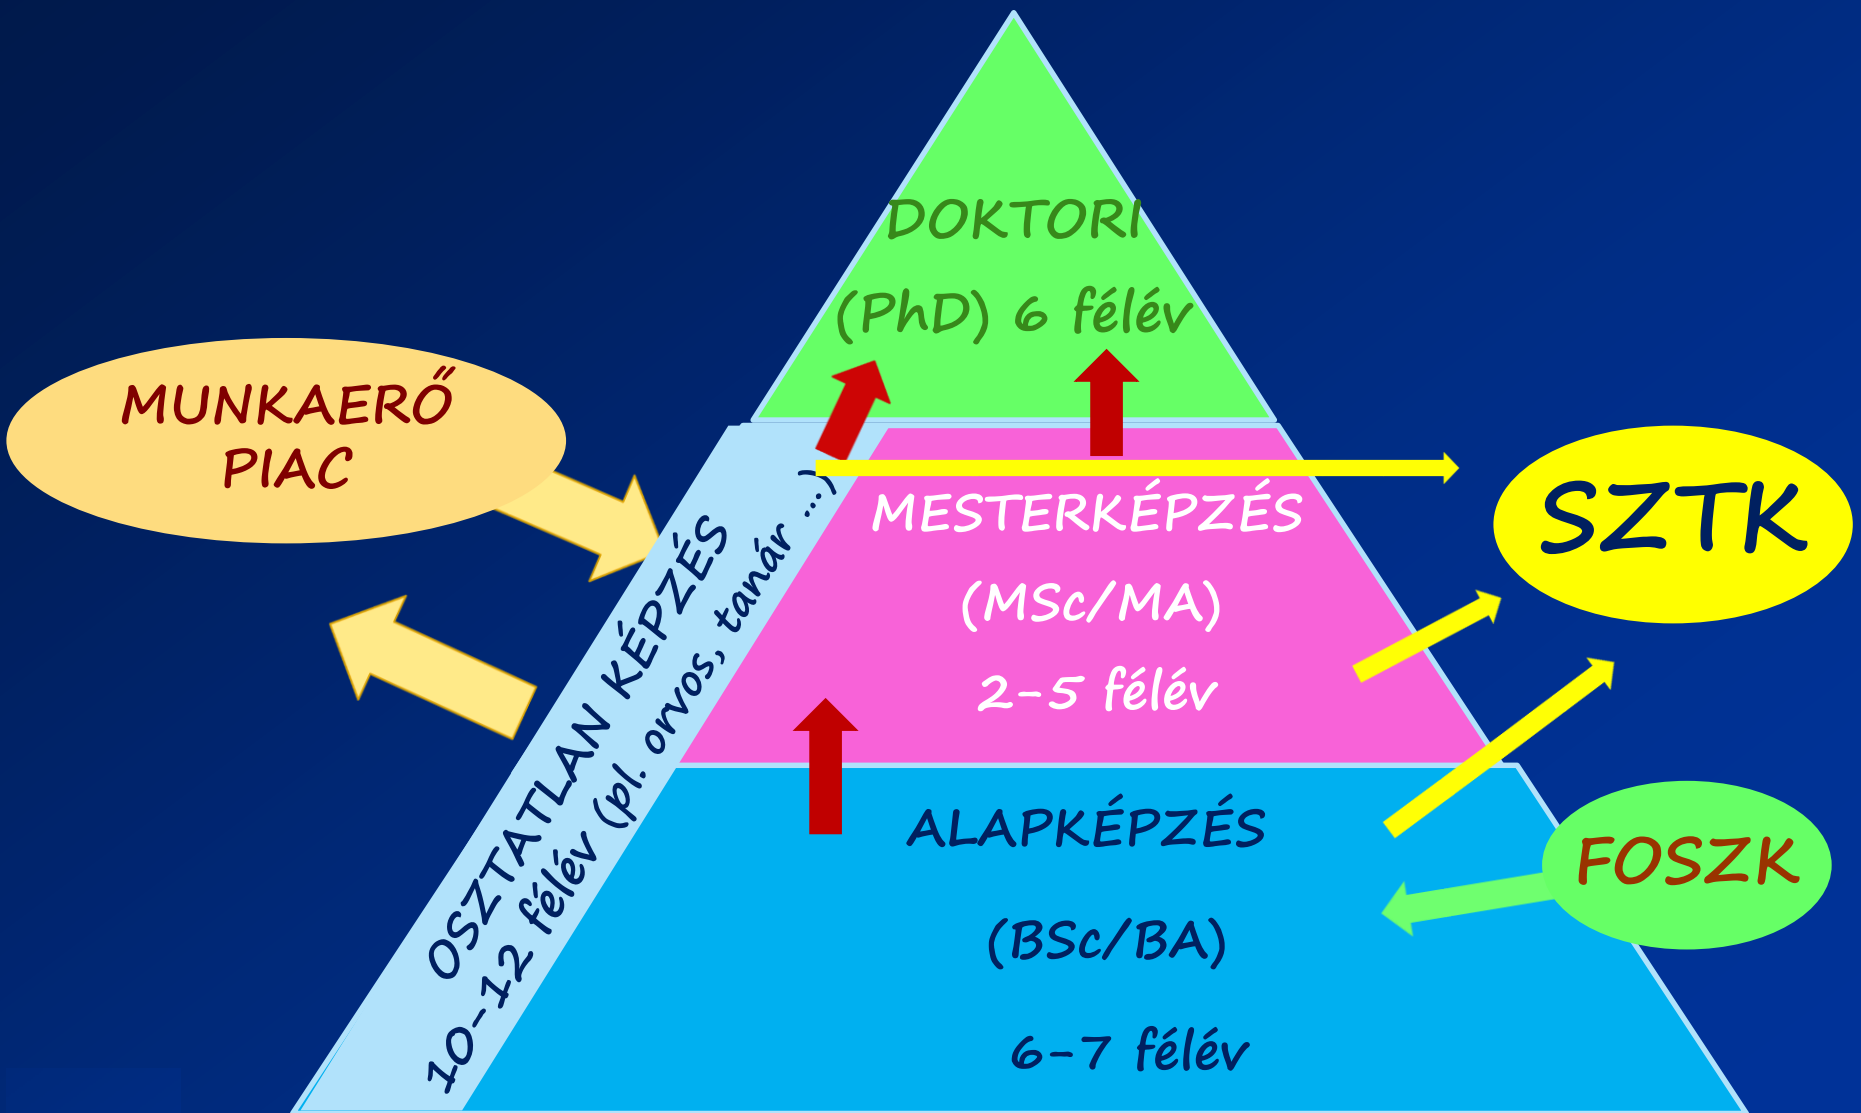 DOKTORI
(PhD) 6 félév
MUNKAERŐ
PIAC
MESTERKÉPZÉS
(MSc/MA)
2-5 félév
SZTK
OSZTATLAN KÉPZÉS
10-12 félév (pl. orvos, tanár ...)
ALAPKÉPZÉS
(BSc/BA)
6-7 félév
FOSZK